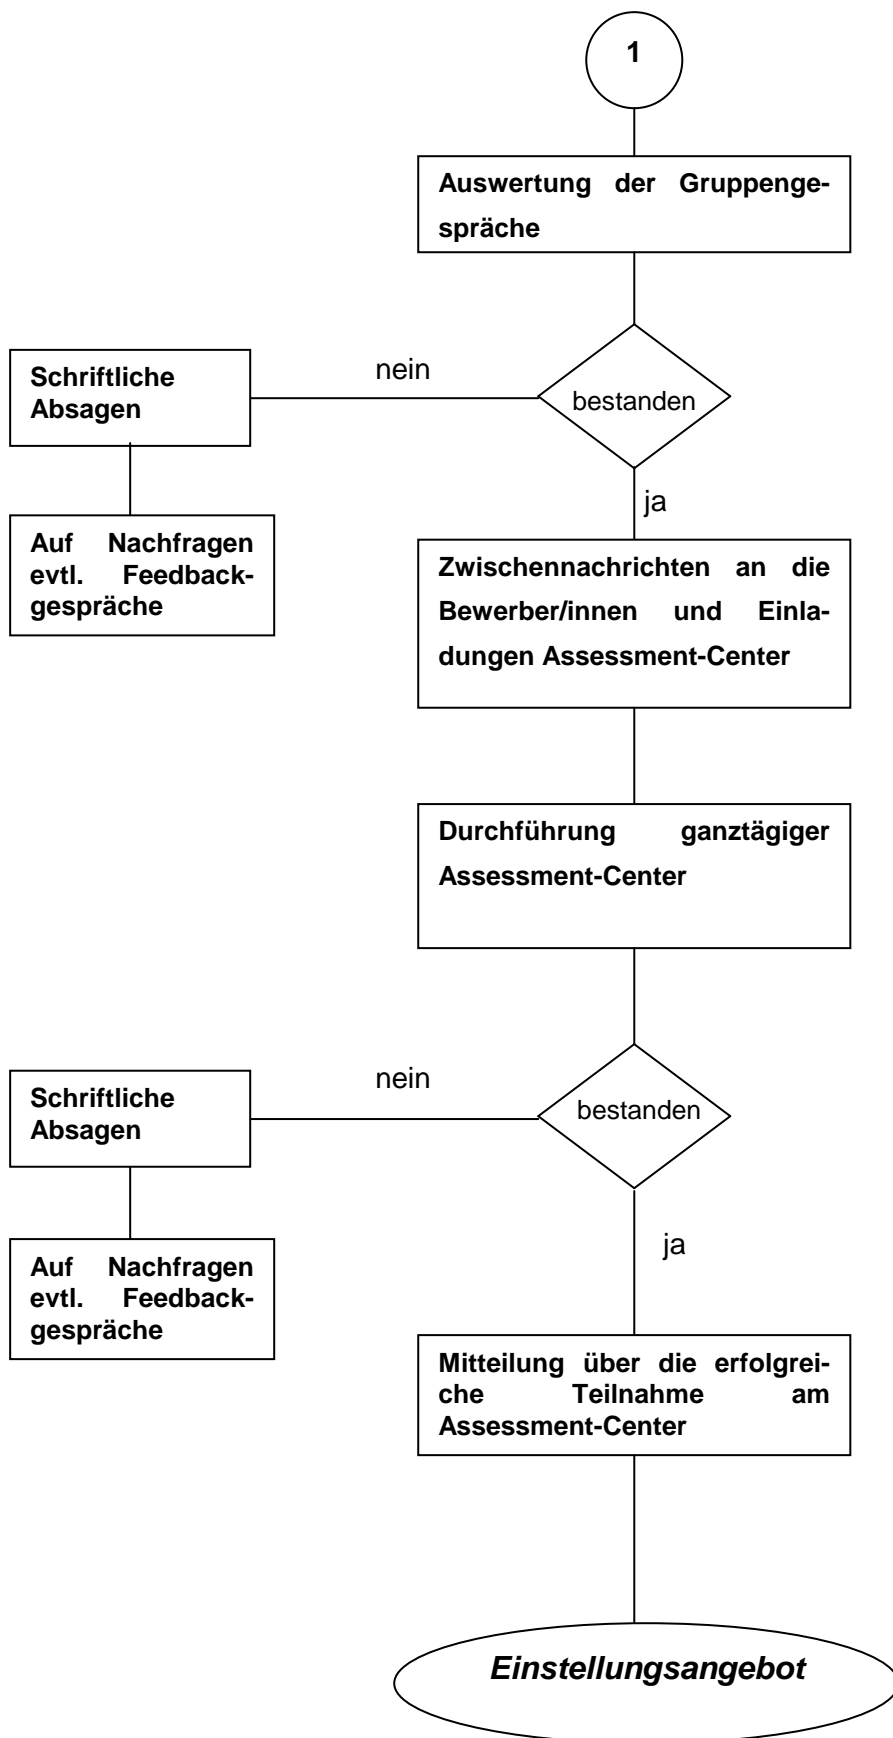 1
Auswertung der Gruppenge-
spräche
nein
bestanden
Schriftliche
Absagen
ja
Auf Nachfragen
evtl. Feedback-
gespräche
Zwischennachrichten an die
Bewerber/innen und Einla-
dungen Assessment-Center
Durchführung ganztägiger
Assessment-Center
nein
bestanden
Schriftliche
Absagen
ja
Auf Nachfragen
evtl. Feedback-
gespräche
Mitteilung über die erfolgrei-
che Teilnahme am
Assessment-Center
Einstellungsangebot